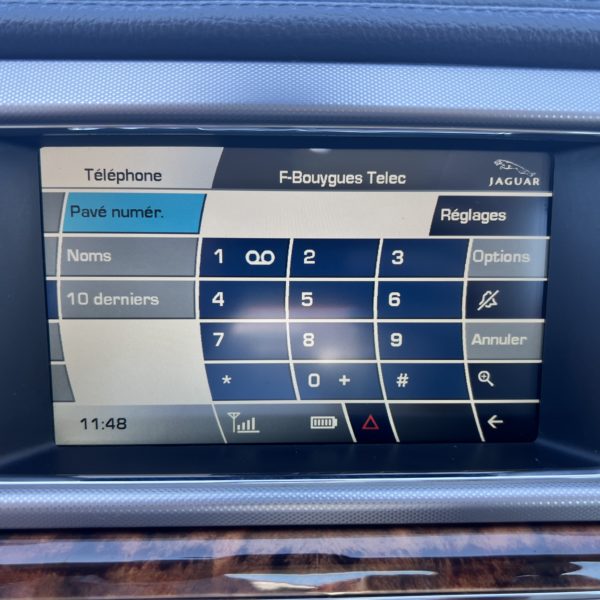 Téléphone F-Bouygues Telec JAGUAR
Pavé numér. Réglages
Noms 1 2 3 Options
10 derniers 4 5 6
7 8 9 Annuler
* 0 + #
11:48